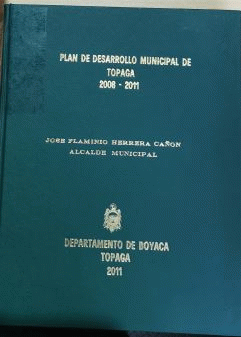 PLAN DE DESARROLLO MUNICIPAL DE
TOPAGA
2008 - 2011
JOSE FLAMINIO HERRERA CAÑON
ALCALDE MUNICIPAL
DEPARTAMENTO DE BOYACA
TOPAGA
2011